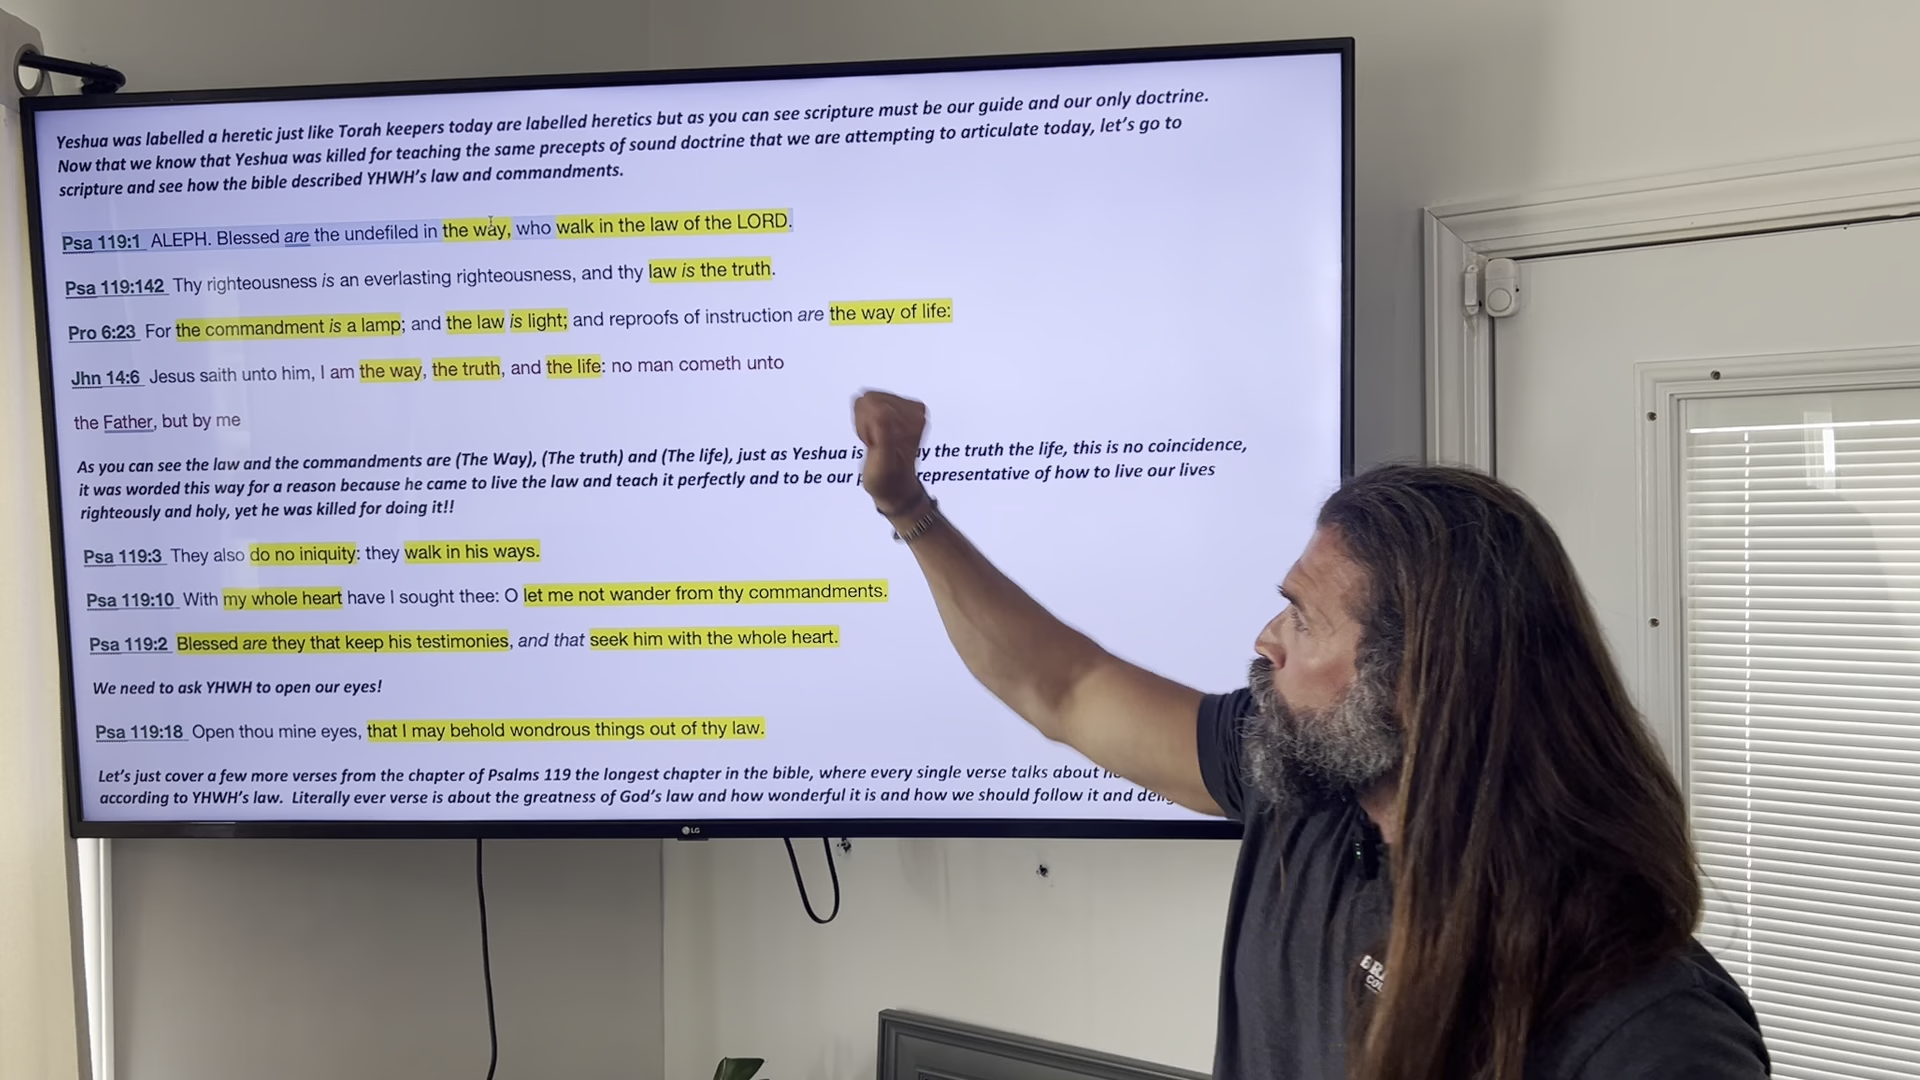 Yeshua was labelled a heretic just like Torah keepers today are labelled heretics but as you can see scripture must be our guide and our only doctrine.
Now that we know that Yeshua was killed for teaching the same precepts of sound doctrine that we are attempting to articulate today, let's go to
scripture and see how the bible described YHWH's law and commandments.
Psa 119:1 ALEPH. Blessed are the undefiled in the way, who walk in the law of the LORD.
Psa 119:142 Thy righteousness is an everlasting righteousness, and thy law is the truth.
Pro 6:23 For the commandment is a lamp; and the law is light; and reproofs of instruction are the way of life:
Jhn 14:6 Jesus saith unto him, I am the way, the truth, and the life: no man cometh unto
the Father, but by me
As you can see the law and the commandments are (The Way), (The truth) and (The life), just as Yeshua is the truth the life, this is no coincidence,
it was worded this way for a reason because he came to live the law and teach it perfectly and to be our representative of how to live our lives
righteously and holy, yet he was killed for doing it!!
Psa 119:3 They also do no iniquity: they walk in his ways.
Psa 119:10 With my whole heart have I sought thee: O let me not wander from thy commandments.
Psa 119:2 Blessed are they that keep his testimonies, and that seek him with the whole heart.
We need to ask YHWH to open our eyes!
Psa 119:18 Open thou mine eyes, that I may behold wondrous things out of thy law.
Let's just cover a few more verses from the chapter of Psalms 119 the longest chapter in the bible, where every single verse talks about
according to YHWH's law. Literally ever verse is about the greatness of God's law and how wonderful it is and how we should follow it and
LG